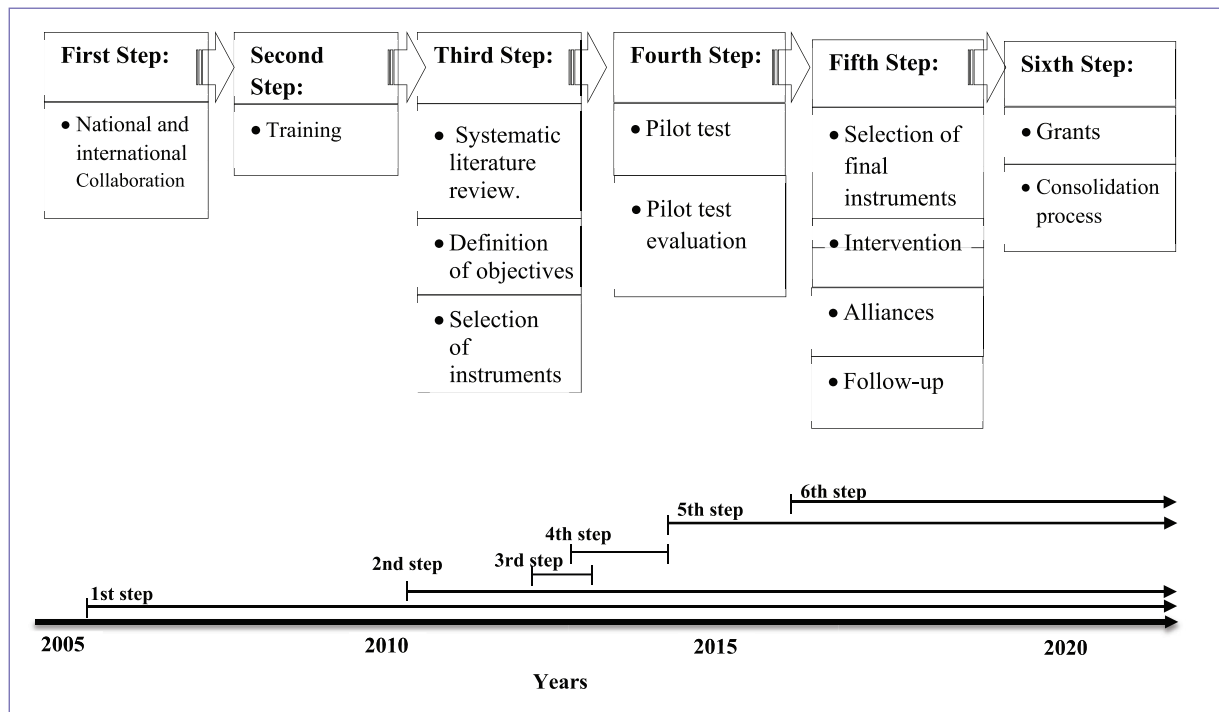 First Step:
• National and
international
Collaboration
Second
Step:
• Training
Third Step:
• Systematic
literature
review.
• Definition
of objectives
• Selection
of
instruments
Fourth Step:
• Pilot test
• Pilot test
evaluation
Fifth Step:
• Selection of
final
instruments
• Intervention
• Alliances
• Follow-up
Sixth Step:
• Grants
• Consolidation
process
6th step
5th step
4th step
3rd step
2nd step
1st step
2005 2010 2015 2020
Years